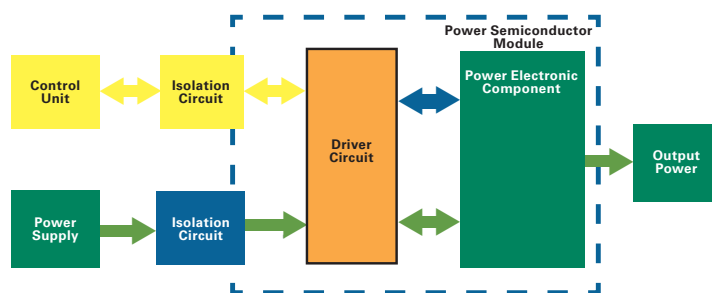 Power Semiconductor
Module
Control
Unit
Isolation
Circuit
Power Electronic
Component
Driver
Circuit
Output
Power
Power
Supply
Isolation
Circuit